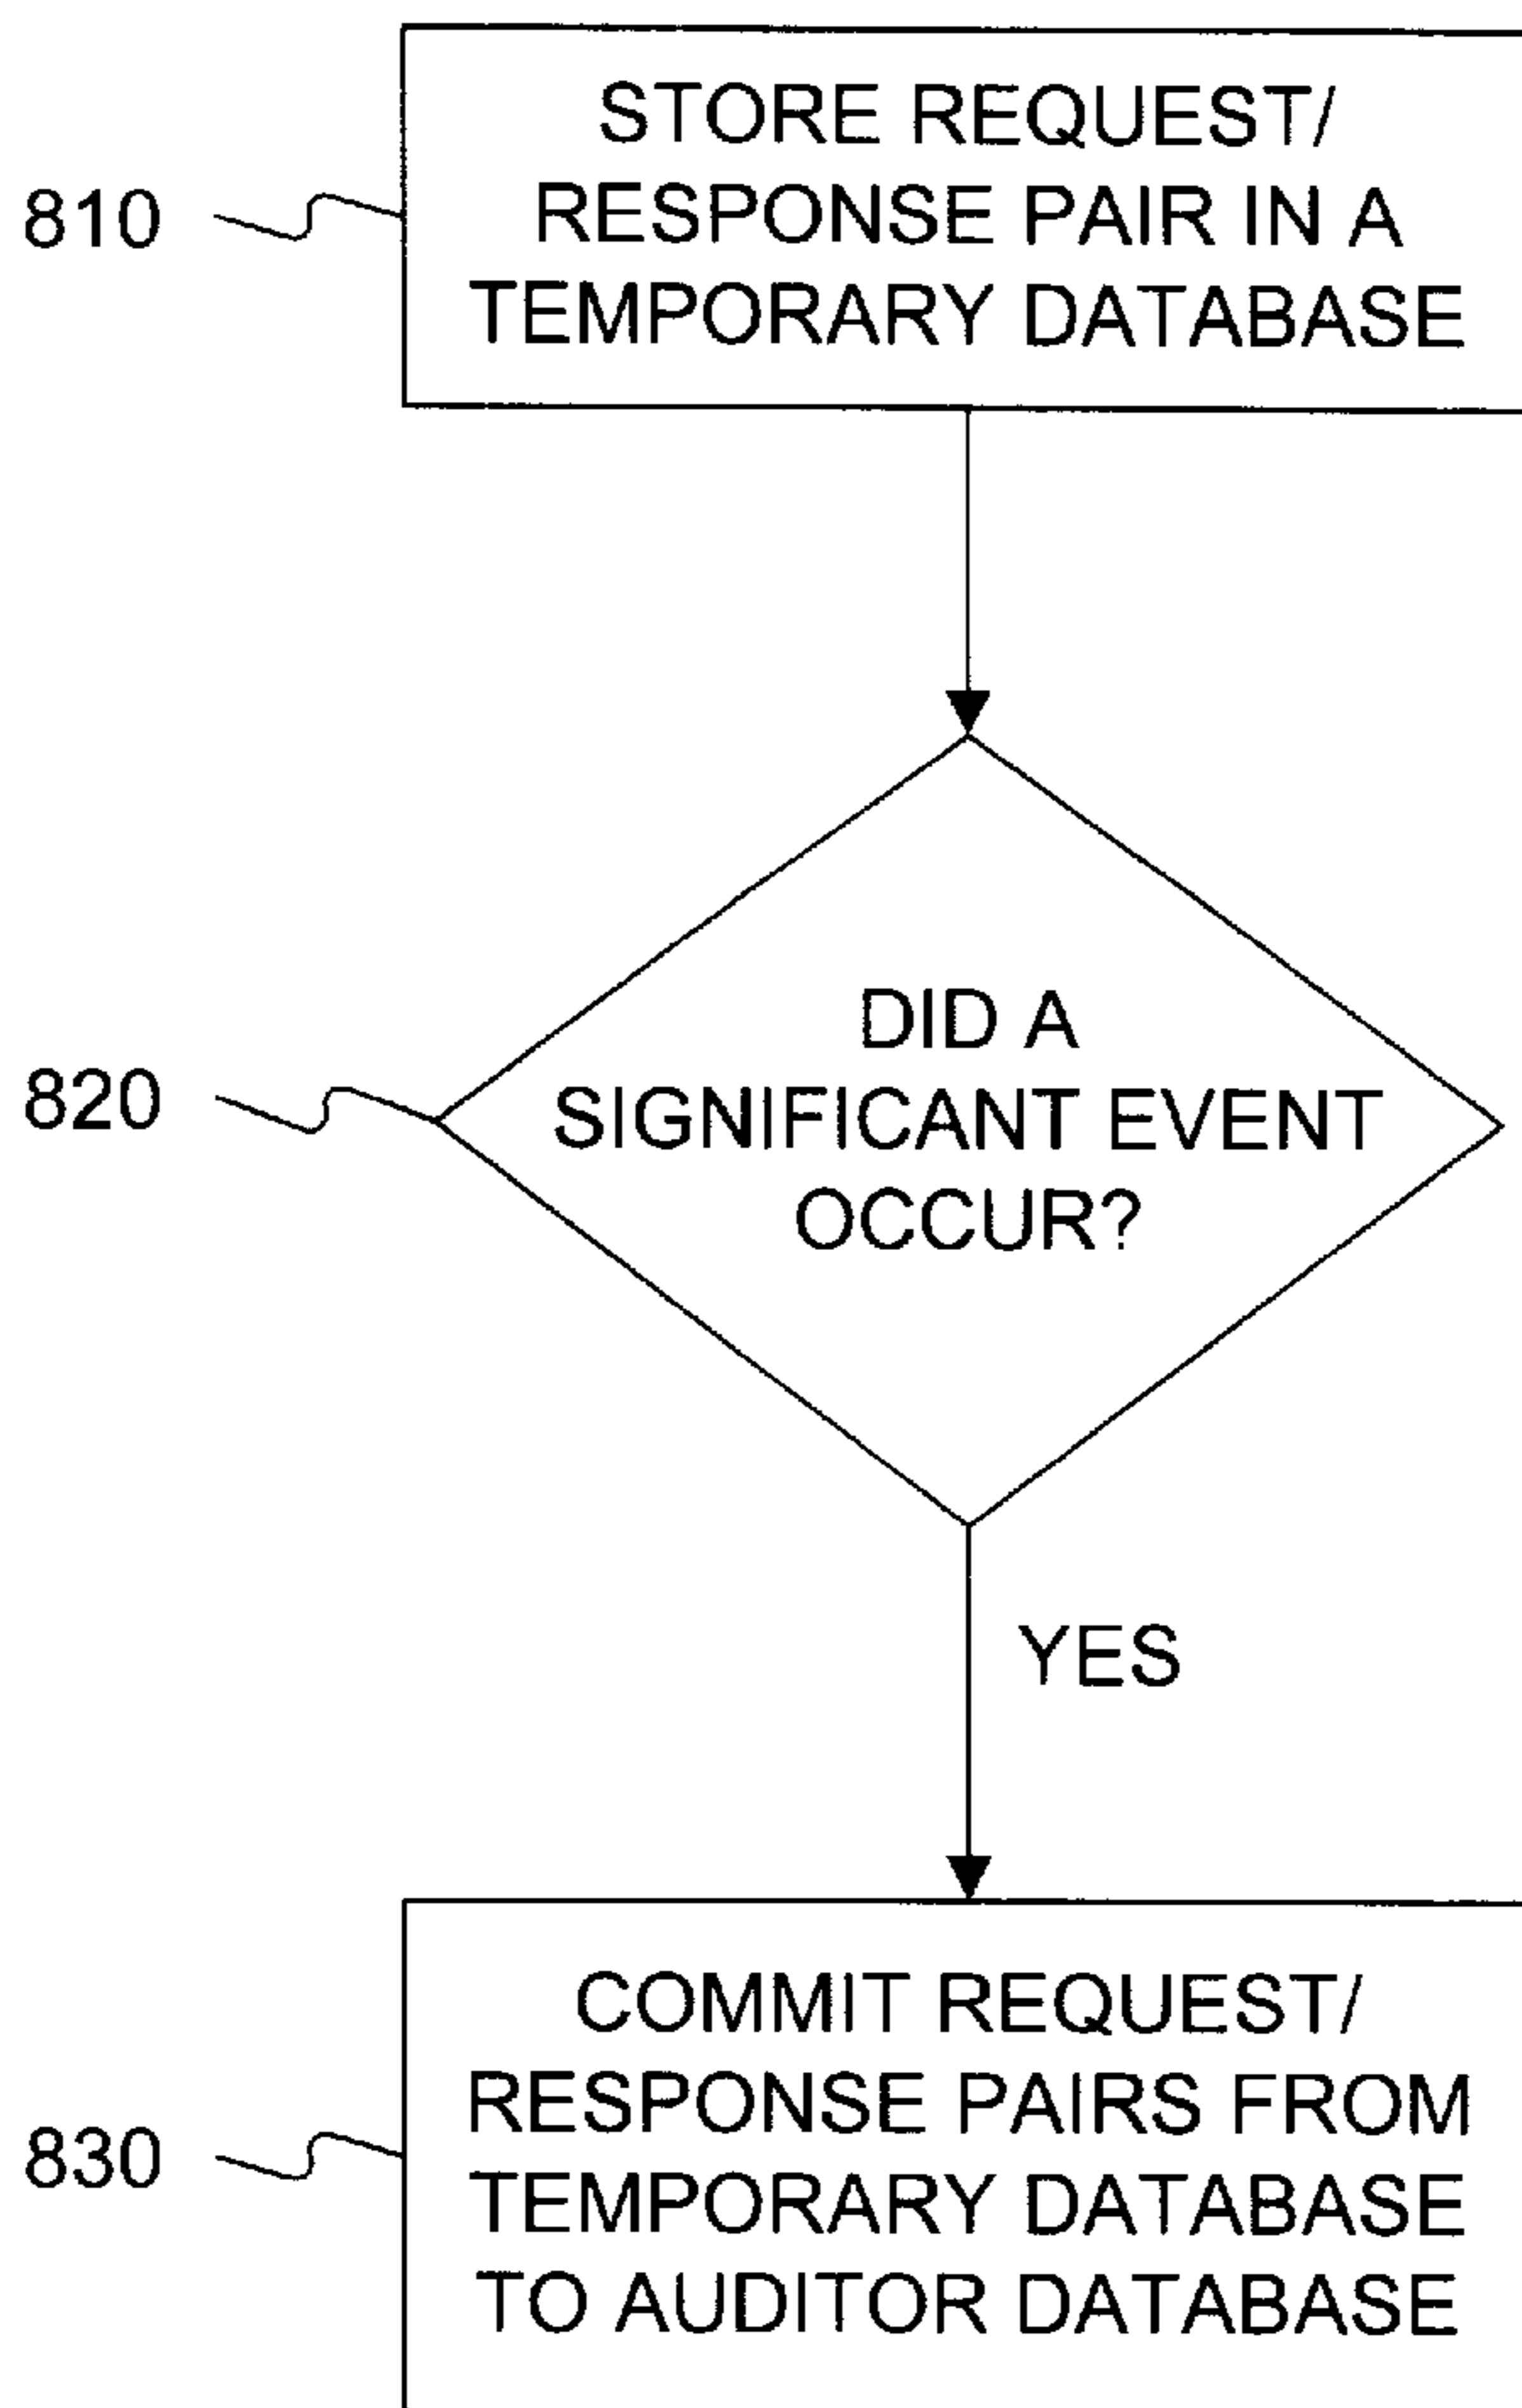 810
STORE REQUEST/
RESPONSE PAIR IN A
TEMPORARY DATABASE
820
DID A
SIGNIFICANT EVENT
OCCUR?
YES
830
COMMIT REQUEST/
RESPONSE PAIRS FROM
TEMPORARY DATABASE
TO AUDITOR DATABASE